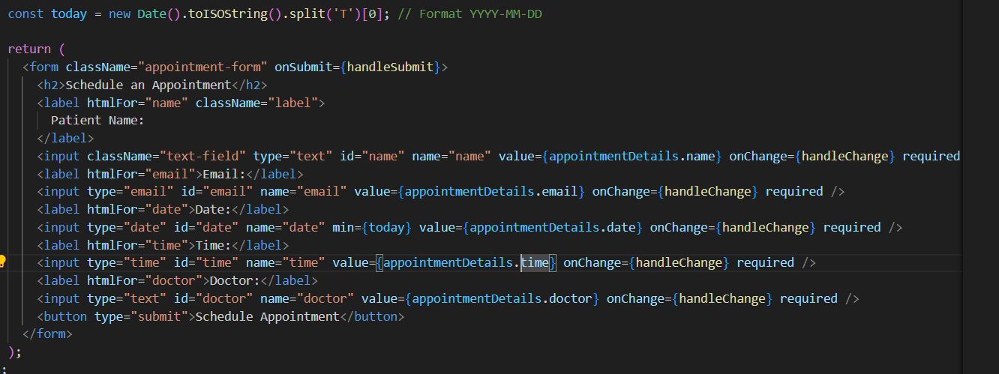 const today = new Date().toISOString().split('T')[0]; // Format YYYY-MM-DD
return (
<form className="appointment-form" onSubmit={handleSubmit}>
<h2>Schedule an Appointment</h2>
<label htmlFor="name" className="label">
Patient Name:
</label>
<input className="text-field" type="text" id="name" name="name" value={appointmentDetails.name} onChange={handleChange} required
<label htmlFor="email">Email:</label>
<input type="email" id="email" name="email" value={appointmentDetails.email} onChange={handleChange} required />
<label htmlFor="date">Date:</label>
<input type="date" id="date" name="date" min={today} value={appointmentDetails.date} onChange={handleChange} required />
<label htmlFor="time">Time:</label>
<input type="time" id="time" name="time" value={appointmentDetails.time} onChange={handleChange} required />
<label htmlFor="doctor">Doctor:</label>
<input type="text" id="doctor" name="doctor" value={appointmentDetails.doctor} onChange={handleChange} required />
<button type="submit">Schedule Appointment</button>
</form>
);
;